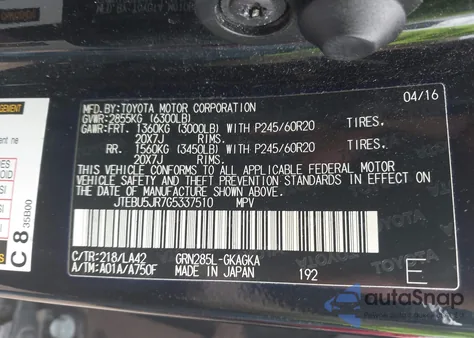 MFD.BY:TOYOTA MOTOR CORPORATION 04/16
GVWR:2855KG (6300LB)
GAWR:FRT. 1360KG (3000LB) WITH P245/60R20 TIRES.
20X7J RIMS.
RR. 1560KG (3450LB) WITH P245/60R20 TIRES.
20X7J RIMS.
THIS VEHICLE CONFORMS TO ALL APPLICABLE FEDERAL MOTOR
VEHICLE SAFETY, BUMPER, AND THEFT PREVENTION STANDARDS IN EFFECT ON
THE DATE OF MANUFACTURE SHOWN ABOVE.
JTEBU5JR7G5337510 MPV
C/TR:218/LA42 GRN285L-GKAGKA
A/TM:A01A/A750F MADE IN JAPAN 192 E
C 8
35B00
autoSnap